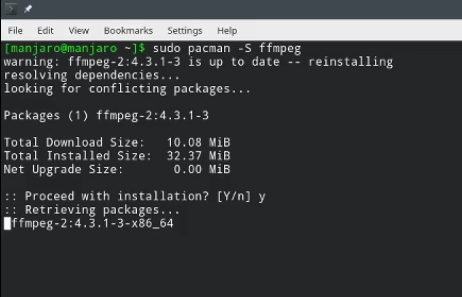 File Edit View Bookmarks Settings Help
[manjaro@manjaro ~]$ sudo pacman -S ffmpeg
warning: ffmpeg-2:4.3.1-3 is up to date -- reinstalling
resolving dependencies...
looking for conflicting packages...
Packages (1) ffmpeg-2:4.3.1-3
Total Download Size: 10.08 MiB
Total Installed Size: 32.37 MiB
Net Upgrade Size: 0.00 MiB
:: Proceed with installation? [Y/n] y
:: Retrieving packages...
ffmpeg-2:4.3.1-3-x86_64